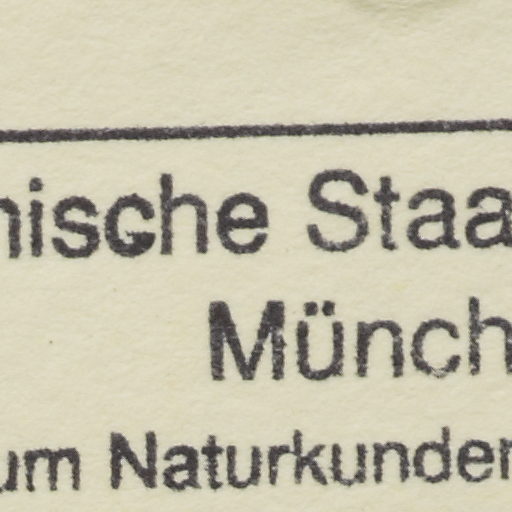 nische Staa
Münch
um Naturkunder